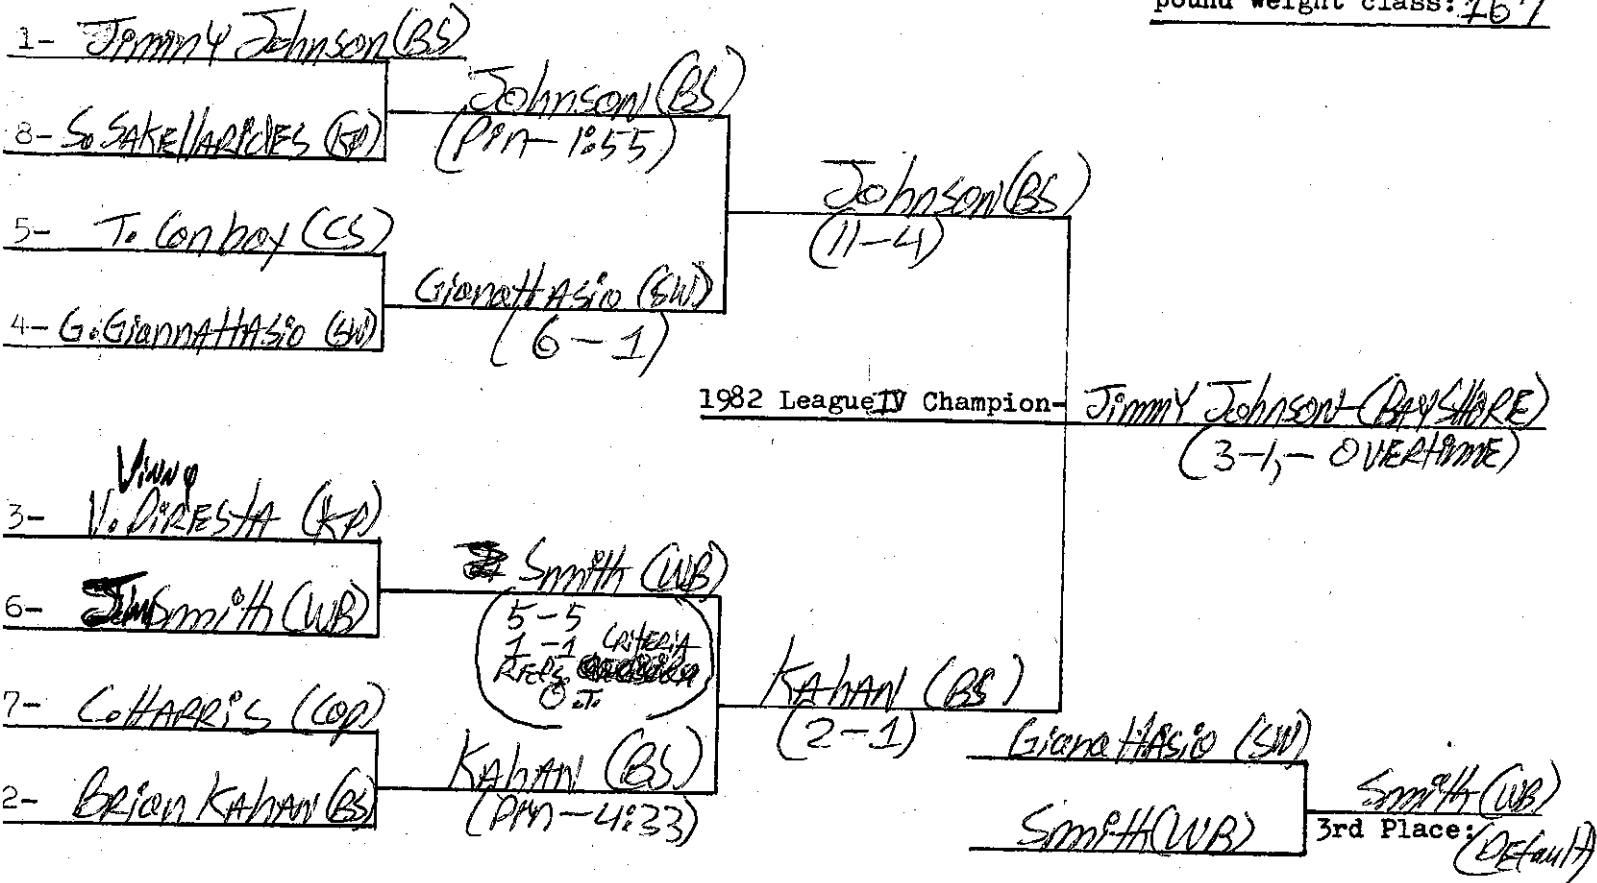 pound weight class: 167
1- Jimmy Johnson (BS)
Johnson (BS)
8- S. SAKEllARIDES (KP)
(Pin - 1:55)
Johnson (BS)
(11-4)
5- T. Conboy (CS)
GianattAsio (SW)
4- G. GiannAttAsio (SW)
(6-1)
1982 League IV Champion- Jimmy Johnson - (BAYSHORE)
(3-1, - OVERtime)
Vinny
3- V. DiRESta (KP)
Smith (WB)
6- Smith (WB)
5-5
1-1 CRitERiA
REFS
O.T.
KAhAN (BS)
(2-1)
7- C. HARRiS (Cop)
KAhAN (BS)
2- BRian KAhAN (BS)
(Pin - 4:33)
GianattAsio (SW)
Smith (WB)
Smith (WB)
3rd Place: (DEfault)